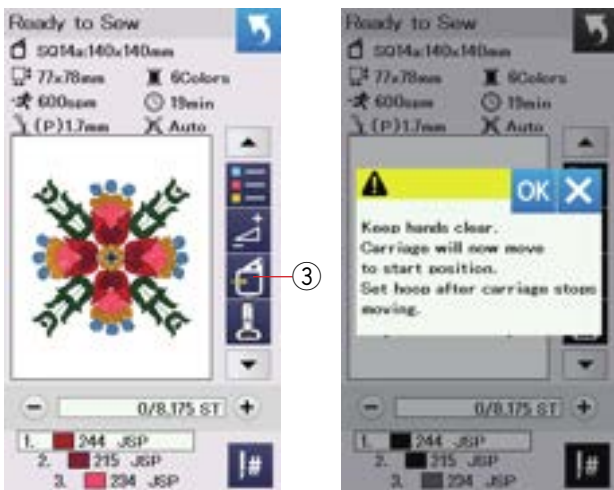 Ready to Sew
SQ14a:140x140mm
77x78mm 6Colors
600spm 19min
(P)1.7mm Auto
③
0/8,175 ST
1. 244 JSP
2. 215 JSP
3. 234 JSP
#
Ready to Sew
SQ14a:140x140mm
77x78mm 6Colors
600spm 19min
(P)1.7mm Auto
OK
Keep hands clear.
Carriage will now move
to start position.
Set hoop after carriage stops
moving.
0/8,175 ST
1. 244 JSP
2. 215 JSP
3. 234 JSP
#